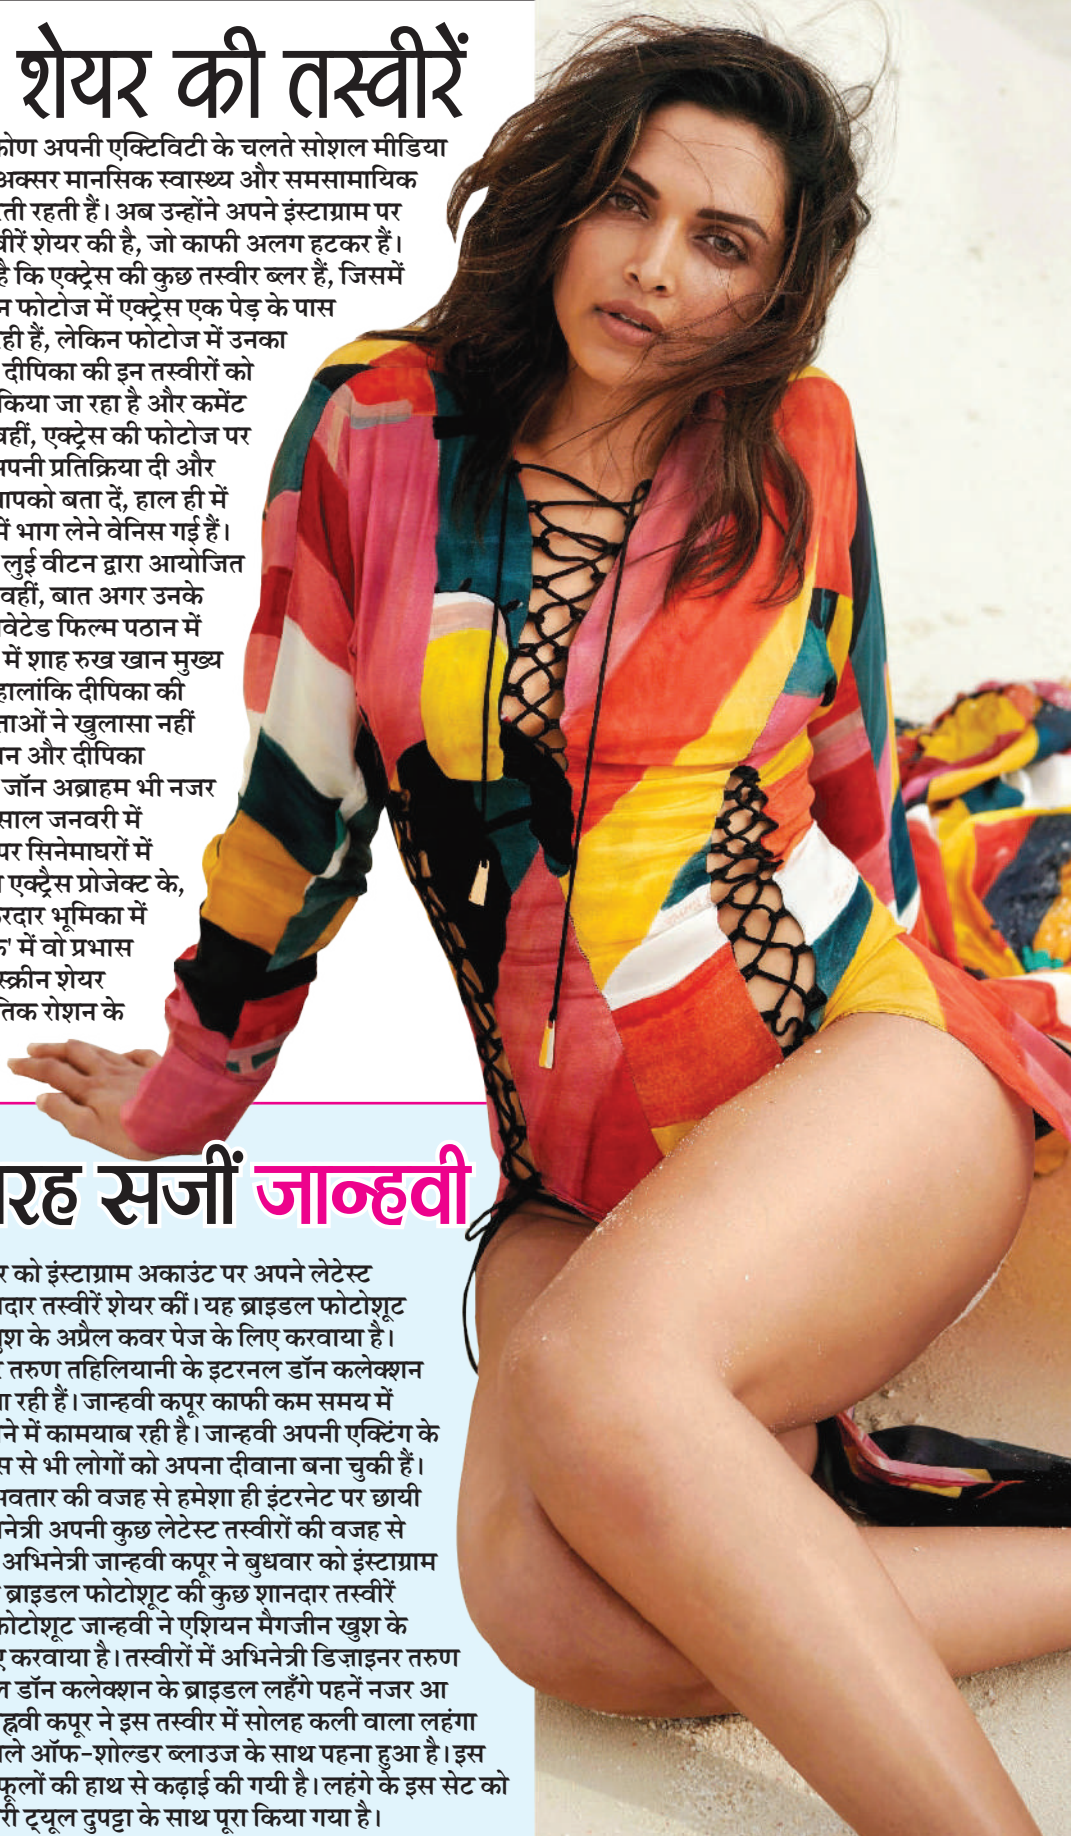 शेयर की तस्वीरें
कोण अपनी एक्टिविटी के चलते सोशल मीडिया
अक्सर मानसिक स्वास्थ्य और समसामायिक
ती रहती हैं। अब उन्होंने अपने इंस्टाग्राम पर
वीरें शेयर की है, जो काफी अलग हटकर हैं।
है कि एक्ट्रेस की कुछ तस्वीर ब्लर हैं, जिसमें
न फोटोज में एक्ट्रेस एक पेड़ के पास
ही हैं, लेकिन फोटोज में उनका
दीपिका की इन तस्वीरों को
किया जा रहा है और कमेंट
वहीं, एक्ट्रेस की फोटोज पर
अपनी प्रतिक्रिया दी और
आपको बता दें, हाल ही में
में भाग लेने वेनिस गई हैं।
लुई वीटन द्वारा आयोजित
वहीं, बात अगर उनके
वेटेड फिल्म पठान में
में शाह रुख खान मुख्य
हालांकि दीपिका की
ताओं ने खुलासा नहीं
न और दीपिका
जॉन अब्राहम भी नजर
साल जनवरी में
पर सिनेमाघरों में
एक्ट्रैस प्रोजेक्ट के,
रदार भूमिका में
क' में वो प्रभास
स्क्रीन शेयर
तिक रोशन के
रह सजीं जान्हवी
र को इंस्टाग्राम अकाउंट पर अपने लेटेस्ट
दार तस्वीरें शेयर कीं। यह ब्राइडल फोटोशूट
श के अप्रैल कवर पेज के लिए करवाया है।
तरुण तहिलियानी के इटरनल डॉन कलेक्शन
रही हैं। जान्हवी कपूर काफी कम समय में
ने में कामयाब रही है। जान्हवी अपनी एक्टिंग के
स से भी लोगों को अपना दीवाना बना चुकी हैं।
अवतार की वजह से हमेशा ही इंटरनेट पर छायी
नेत्री अपनी कुछ लेटेस्ट तस्वीरों की वजह से
अभिनेत्री जान्हवी कपूर ने बुधवार को इंस्टाग्राम
ब्राइडल फोटोशूट की कुछ शानदार तस्वीरें
फोटोशूट जान्हवी ने एशियन मैगजीन खुश के
करवाया है। तस्वीरों में अभिनेत्री डिज़ाइनर तरुण
ल डॉन कलेक्शन के ब्राइडल लहँगे पहनें नजर आ
ह्नवी कपूर ने इस तस्वीर में सोलह कली वाला लहंगा
ले ऑफ-शोल्डर ब्लाउज के साथ पहना हुआ है। इस
फूलों की हाथ से कढ़ाई की गयी है। लहंगे के इस सेट को
री ट्यूल दुपट्टा के साथ पूरा किया गया है।